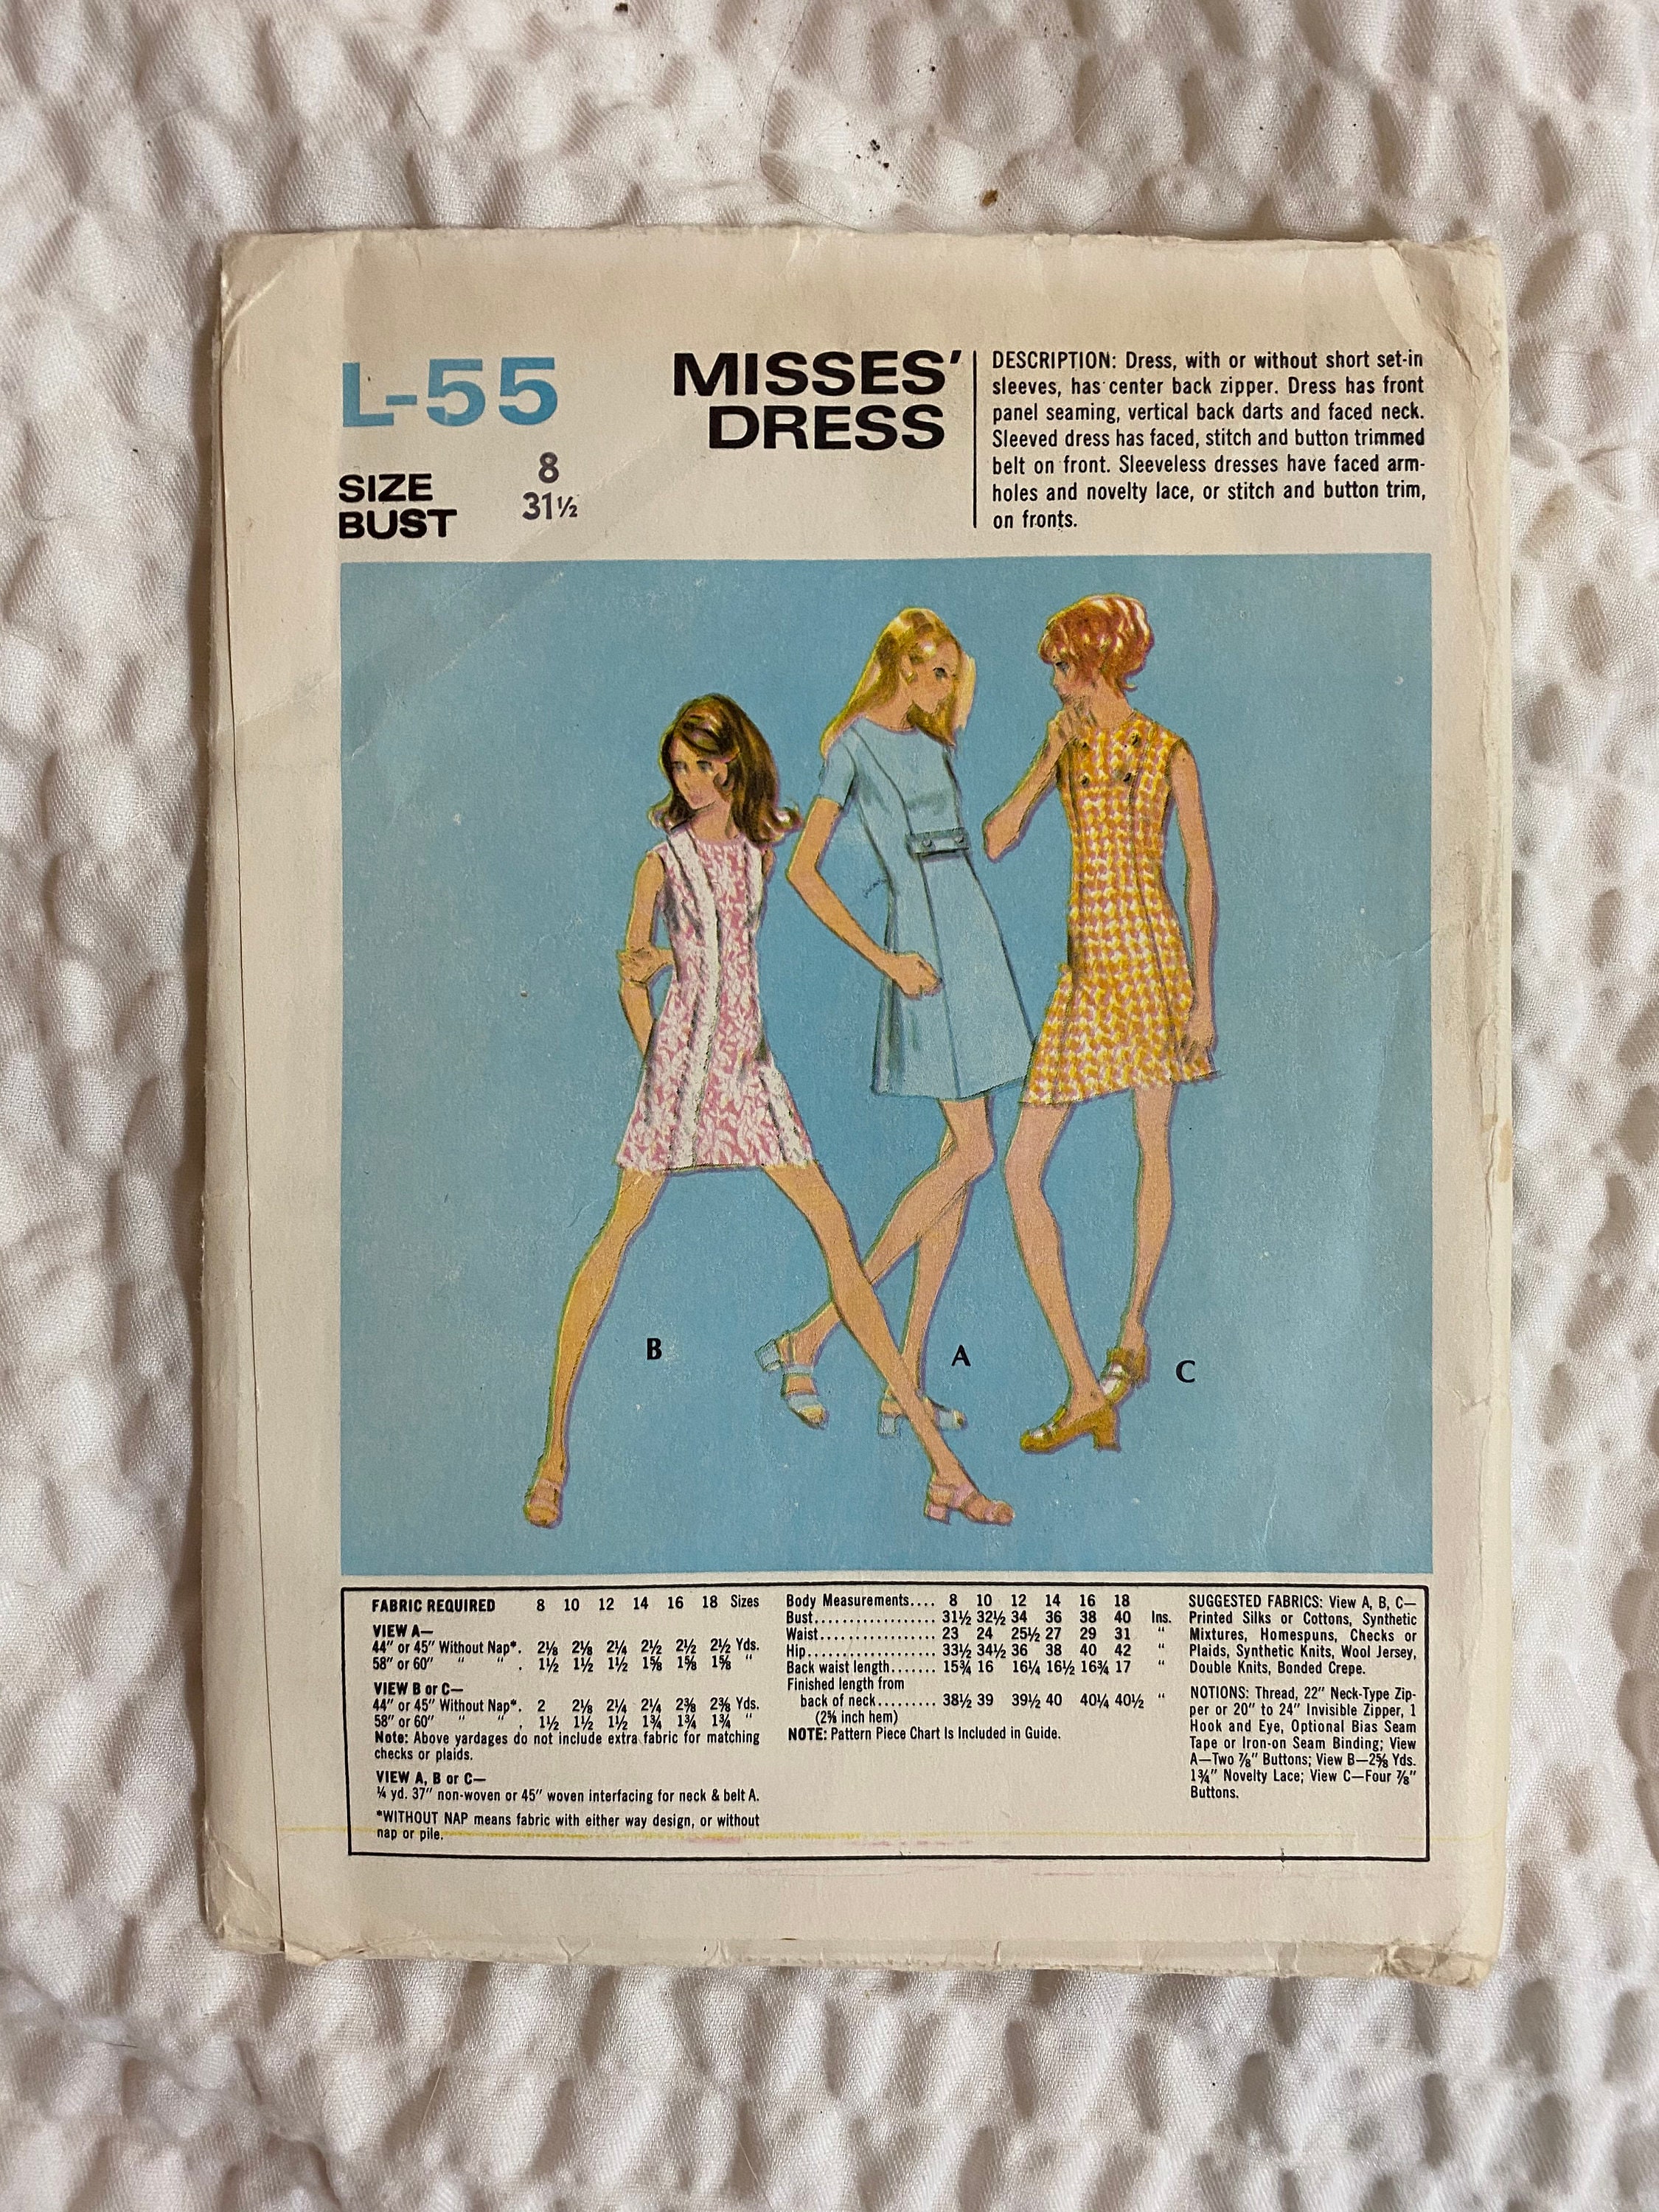 L-55
SIZE 8
BUST 31½
MISSES'
DRESS
DESCRIPTION: Dress, with or without short set-in
sleeves, has center back zipper. Dress has front
panel seaming, vertical back darts and faced neck.
Sleeved dress has faced, stitch and button trimmed
belt on front. Sleeveless dresses have faced arm-
holes and novelty lace, or stitch and button trim,
on fronts.
B
A
C
FABRIC REQUIRED 8 10 12 14 16 18 Sizes
VIEW A—
44" or 45" Without Nap*. 2⅛ 2⅛ 2¼ 2½ 2½ 2½ Yds.
58" or 60" " " . 1½ 1½ 1½ 1⅝ 1⅝ 1⅝ "
VIEW B or C—
44" or 45" Without Nap*. 2 2⅛ 2¼ 2¼ 2⅜ 2⅜ Yds.
58" or 60" " " . 1½ 1½ 1½ 1¾ 1¾ 1¾ "
Note: Above yardages do not include extra fabric for matching
checks or plaids.
VIEW A, B or C—
¼ yd. 37" non-woven or 45" woven interfacing for neck & belt A.
*WITHOUT NAP means fabric with either way design, or without
nap or pile.
Body Measurements.... 8 10 12 14 16 18
Bust.................. 31½ 32½ 34 36 38 40 Ins.
Waist................. 23 24 25½ 27 29 31 "
Hip................... 33½ 34½ 36 38 40 42 "
Back waist length....... 15¾ 16 16¼ 16½ 16¾ 17 "
Finished length from
back of neck......... 38½ 39 39½ 40 40¼ 40½ "
(2⅝ inch hem)
NOTE: Pattern Piece Chart Is Included in Guide.
SUGGESTED FABRICS: View A, B, C—
Printed Silks or Cottons, Synthetic
Mixtures, Homespuns, Checks or
Plaids, Synthetic Knits, Wool Jersey,
Double Knits, Bonded Crepe.
NOTIONS: Thread, 22" Neck-Type Zip-
per or 20" to 24" Invisible Zipper, 1
Hook and Eye, Optional Bias Seam
Tape or Iron-on Seam Binding; View
A—Two ⅞" Buttons; View B—2⅝ Yds.
1¾" Novelty Lace; View C—Four ⅞"
Buttons.